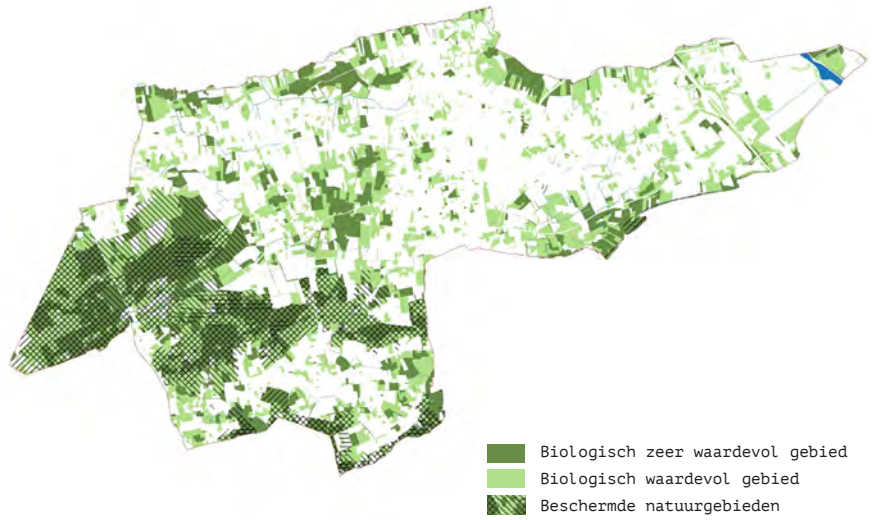 Biologisch zeer waardevol gebied
Biologisch waardevol gebied
Beschermde natuurgebieden